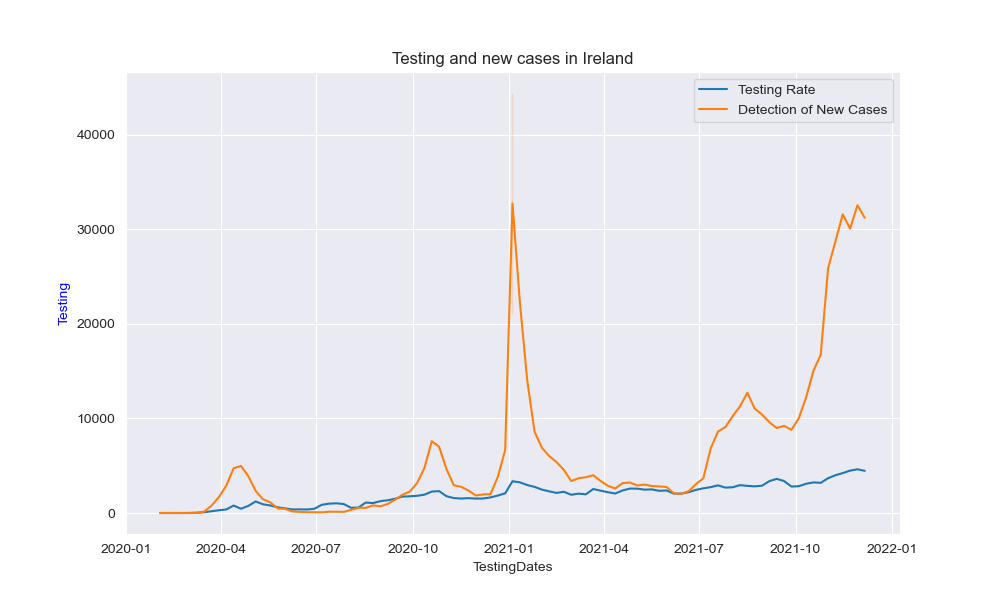 Testing and new cases in Ireland
Testing Rate
Detection of New Cases
40000
30000
20000
10000
0
Testing
2020-01 2020-04 2020-07 2020-10 2021-01 2021-04 2021-07 2021-10 2022-01
TestingDates